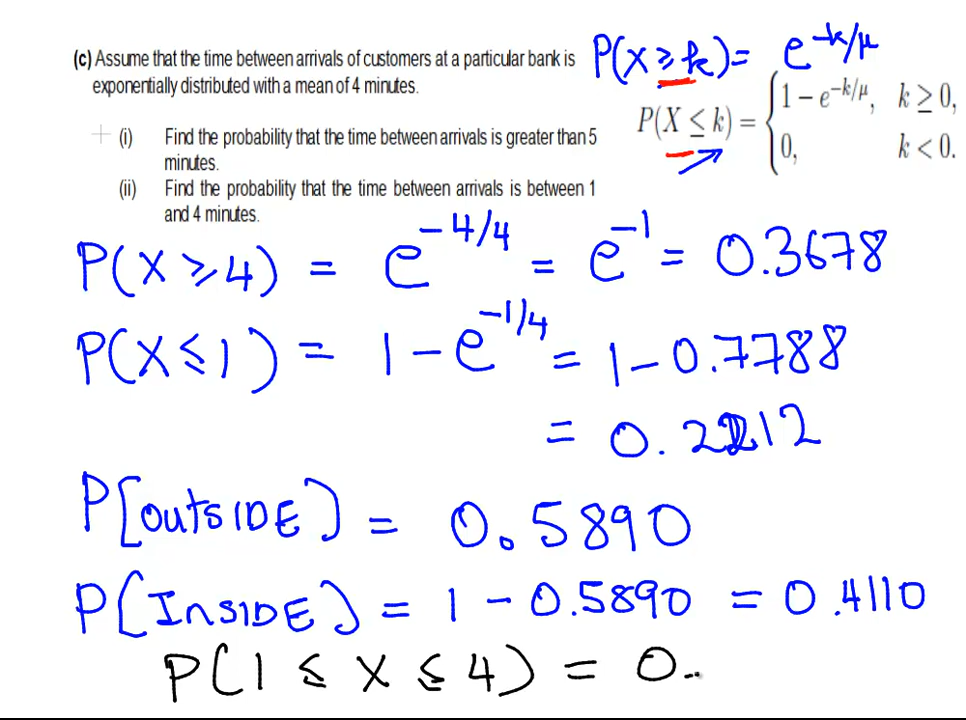 (c) Assume that the time between arrivals of customers at a particular bank is
exponentially distributed with a mean of 4 minutes.
P(X ≥ k) = e^{-k/μ}
P(X ≤ k) = { 1 − e^{−k/μ}, k ≥ 0,
0, k < 0.
(i) Find the probability that the time between arrivals is greater than 5
minutes.
(ii) Find the probability that the time between arrivals is between 1
and 4 minutes.
P(X ≥ 4) = e^{-4/4} = e^{-1} = 0.3678
P(X ≤ 1) = 1 - e^{-1/4} = 1 - 0.7788
= 0.2212
P[OUTSIDE] = 0.5890
P[INSIDE] = 1 - 0.5890 = 0.4110
P(1 ≤ X ≤ 4) = 0.